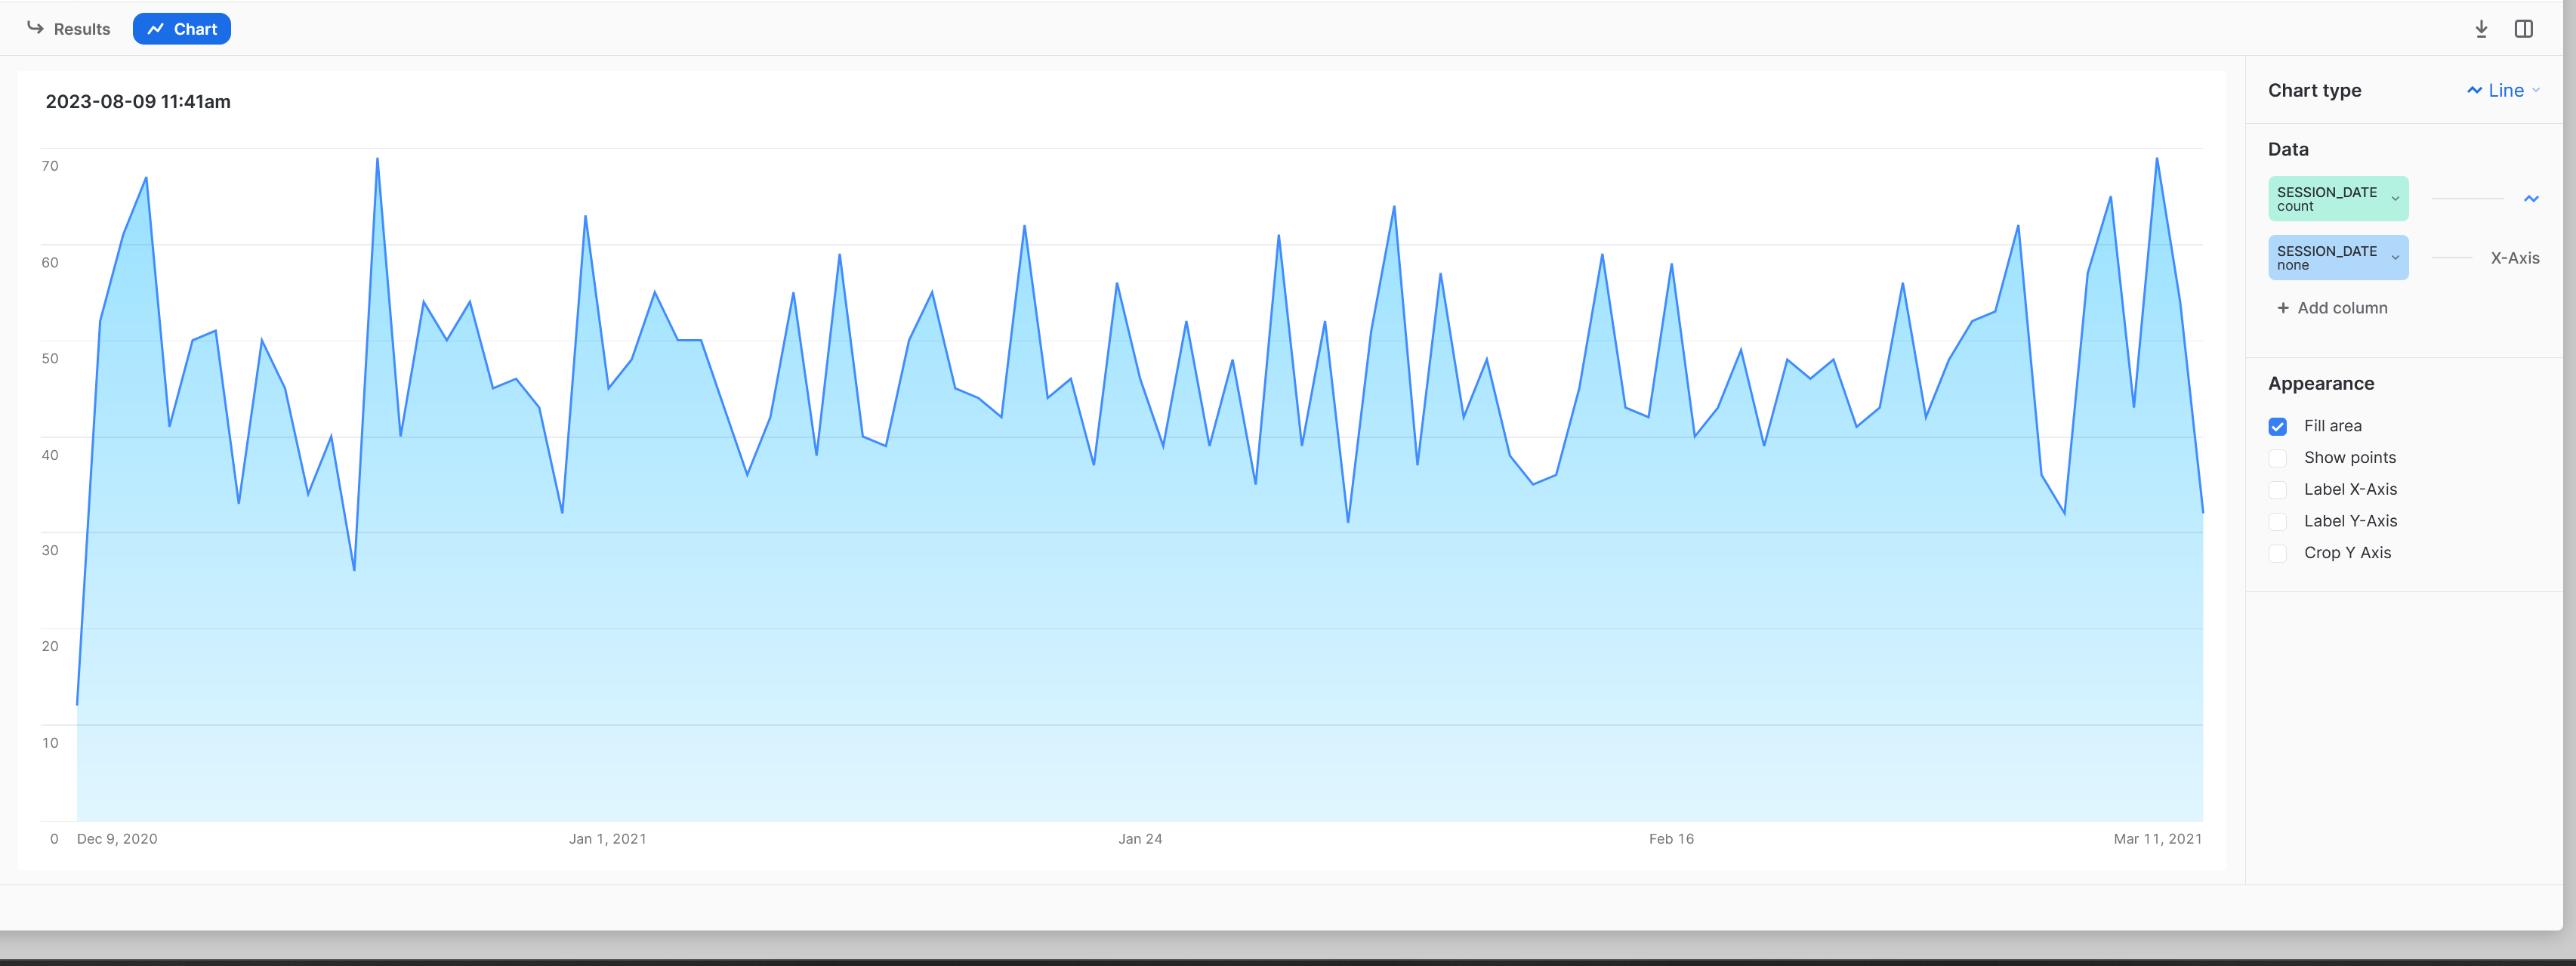 Results
Chart
2023-08-09 11:41am
70
60
50
40
30
20
10
0
Dec 9, 2020
Jan 1, 2021
Jan 24
Feb 16
Mar 11, 2021
Chart type
Line
Data
SESSION_DATE
count
SESSION_DATE
none
X-Axis
+ Add column
Appearance
Fill area
Show points
Label X-Axis
Label Y-Axis
Crop Y Axis